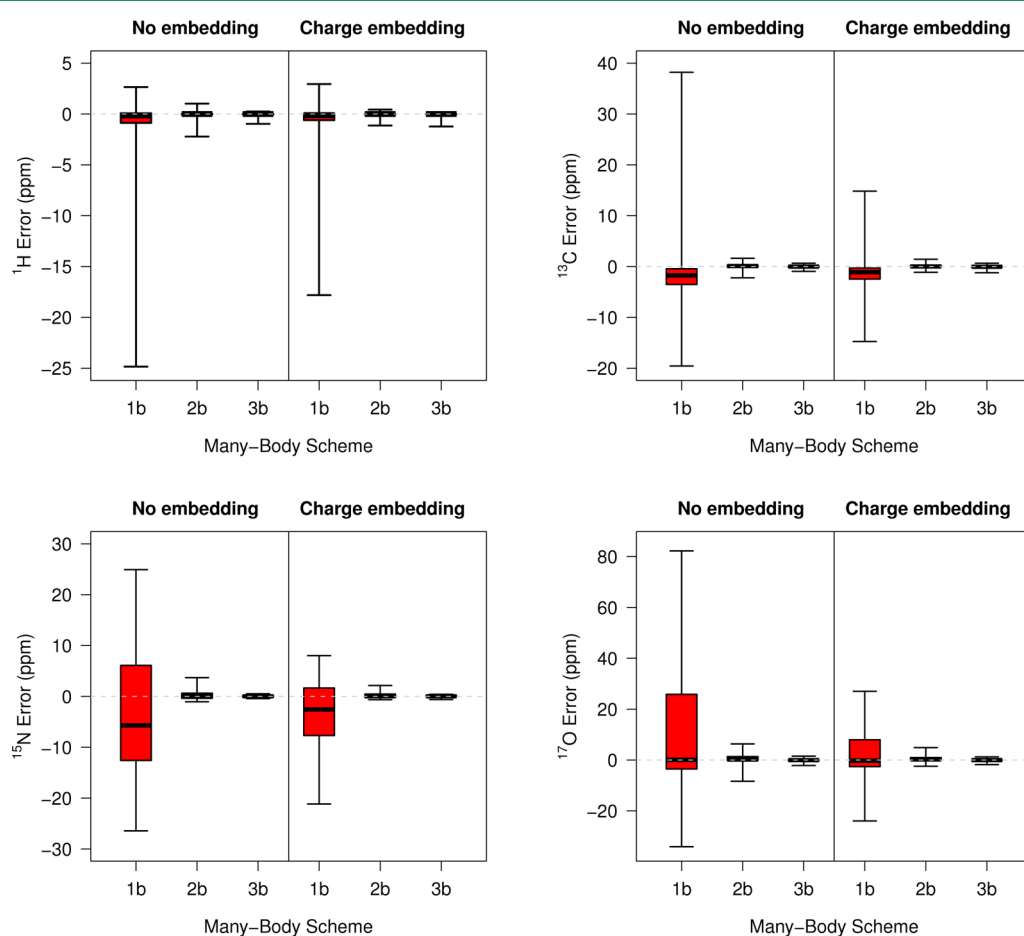 No embedding Charge embedding
5
0
−5
−10
−15
−20
−25
¹H Error (ppm)
1b 2b 3b 1b 2b 3b
Many−Body Scheme
No embedding Charge embedding
40
30
20
10
0
−10
−20
¹³C Error (ppm)
1b 2b 3b 1b 2b 3b
Many−Body Scheme
No embedding Charge embedding
30
20
10
0
−10
−20
−30
¹⁵N Error (ppm)
1b 2b 3b 1b 2b 3b
Many−Body Scheme
No embedding Charge embedding
80
60
40
20
0
−20
¹⁷O Error (ppm)
1b 2b 3b 1b 2b 3b
Many−Body Scheme